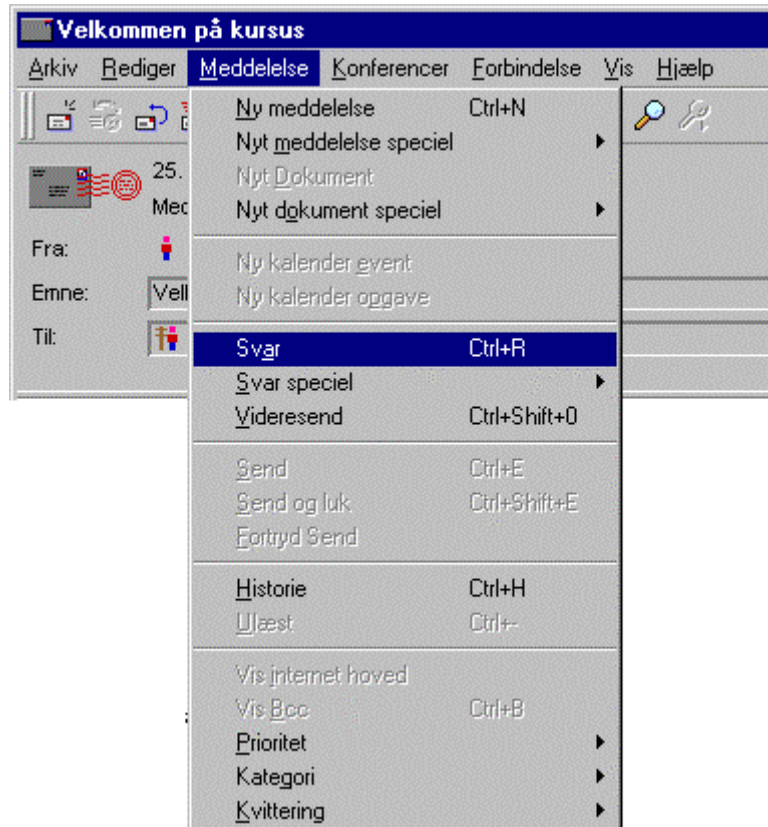 Velkommen på kursus
Arkiv Rediger Meddelelse Konferencer Forbindelse Vis Hjælp
Ny meddelelse Ctrl+N
Nyt meddelelse speciel
25.
Nyt Dokument
Med
Nyt dokument speciel
Fra:
Ny kalender event
Emne: Vell
Ny kalender opgave
Til:
Svar Ctrl+R
Svar speciel
Videresend Ctrl+Shift+O
Send Ctrl+E
Send og luk Ctrl+Shift+E
Fortryd Send
Historie Ctrl+H
Ulæst Ctrl+-
Vis internet hoved
Vis Bcc Ctrl+B
Prioritet
Kategori
Kvittering